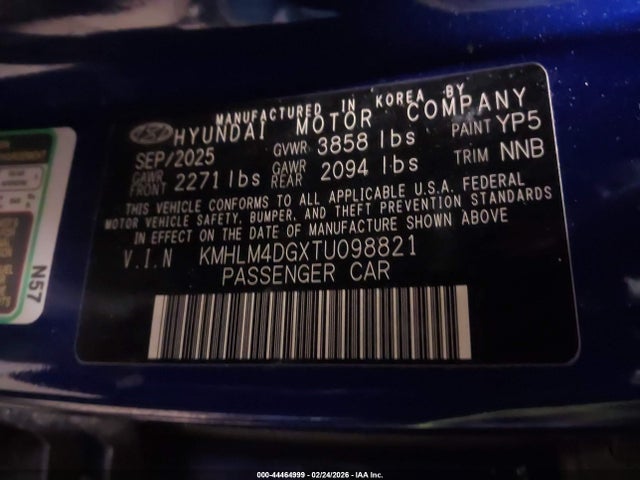 MANUFACTURED IN KOREA BY
HYUNDAI MOTOR COMPANY
SEP/2025 GVWR 3858 lbs PAINT YP5
GAWR FRONT 2271 lbs GAWR REAR 2094 lbs TRIM NNB
THIS VEHICLE CONFORMS TO ALL APPLICABLE U.S.A. FEDERAL
MOTOR VEHICLE SAFETY, BUMPER, AND THEFT PREVENTION STANDARDS
IN EFFECT ON THE DATE OF MANUFACTURE SHOWN ABOVE
V.I.N KMHLM4DGXTU098821
PASSENGER CAR
N57
000-44464999 - 02/24/2026 - IAA Inc.